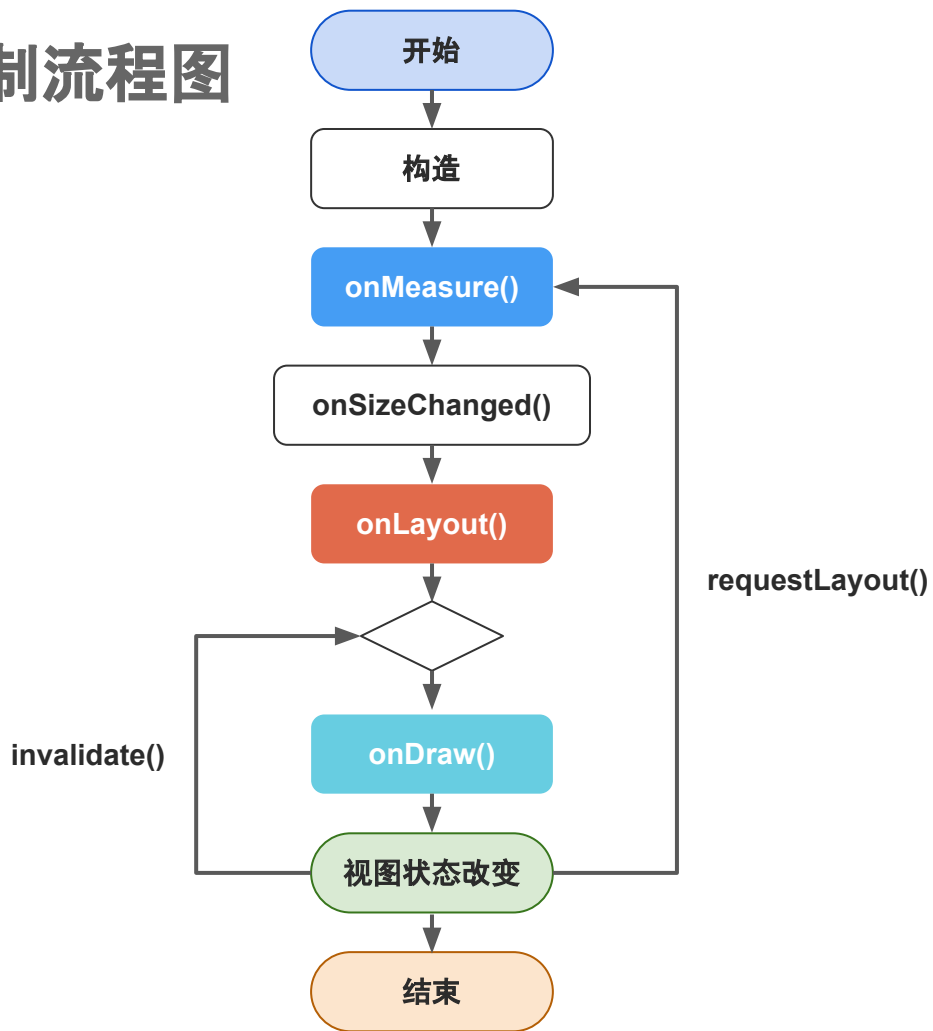 制流程图
开始
构造
onMeasure()
onSizeChanged()
onLayout()
requestLayout()
invalidate()
onDraw()
视图状态改变
结束